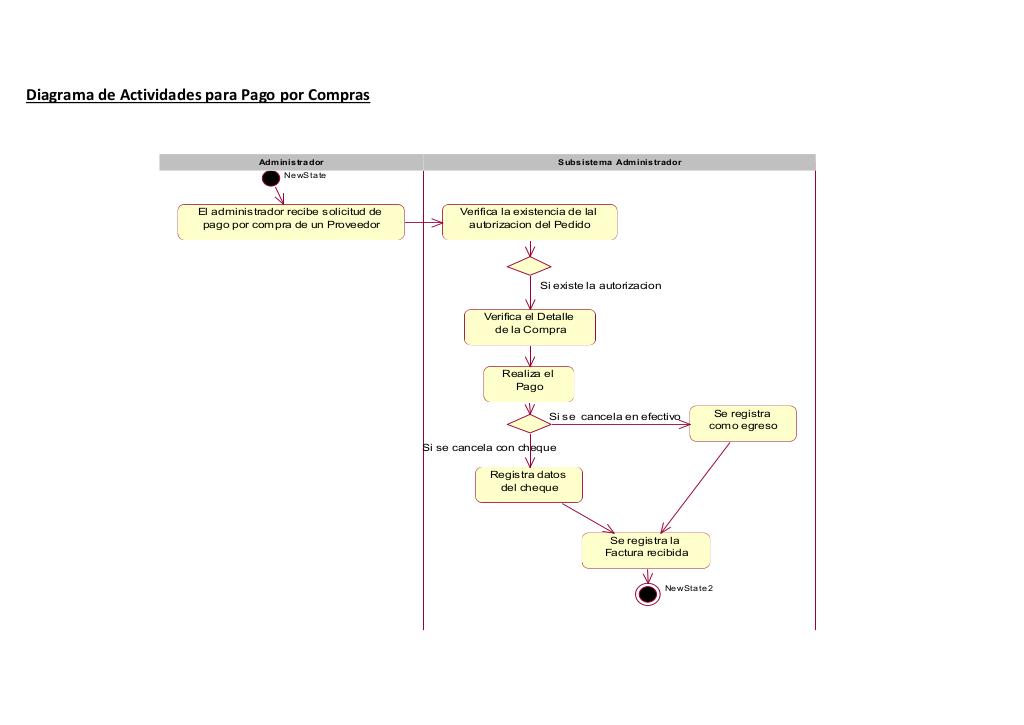 Diagrama de Actividades para Pago por Compras
Administrador
Subsistema Administrador
NewState
El administrador recibe solicitud de
pago por compra de un Proveedor
Verifica la existencia de lal
autorizacion del Pedido
Si existe la autorizacion
Verifica el Detalle
de la Compra
Realiza el
Pago
Si se cancela en efectivo
Se registra
como egreso
Si se cancela con cheque
Registra datos
del cheque
Se registra la
Factura recibida
NewState2